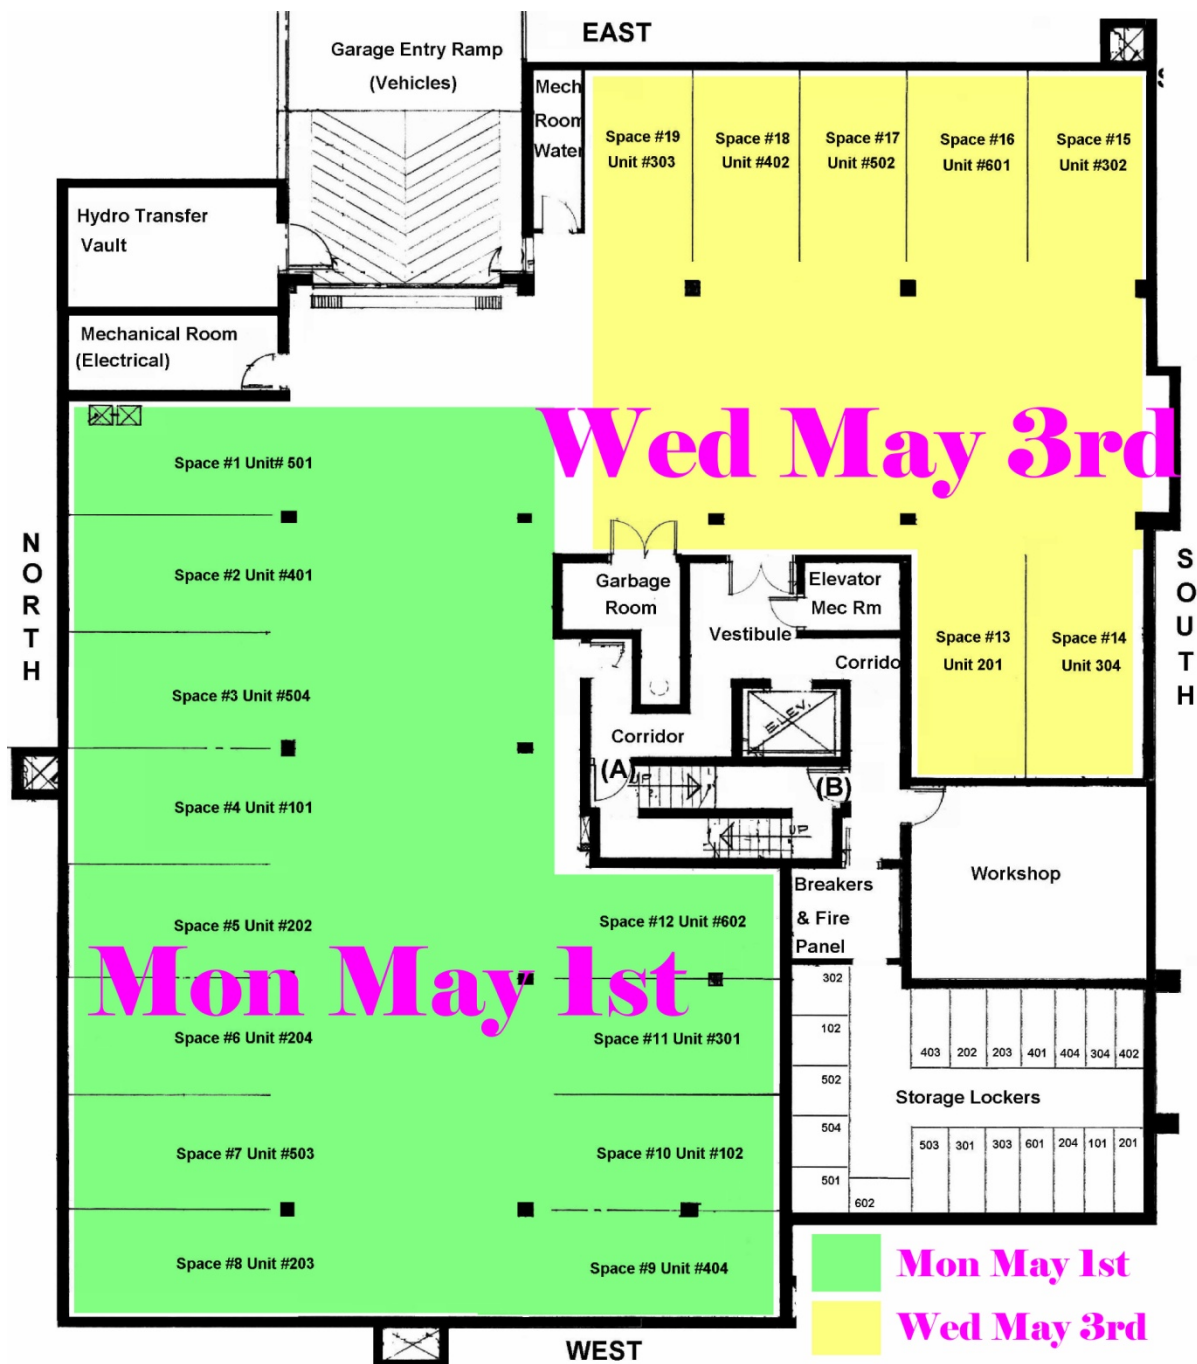 EAST
Garage Entry Ramp
(Vehicles)
Mech
Room
Water
Space #19
Unit #303
Space #18
Unit #402
Space #17
Unit #502
Space #16
Unit #601
Space #15
Unit #302
Hydro Transfer
Vault
Mechanical Room
(Electrical)
Wed May 3rd
Space #1 Unit# 501
Space #2 Unit #401
Space #3 Unit #504
Space #4 Unit #101
Space #5 Unit #202
Mon May 1st
Space #6 Unit #204
Space #7 Unit #503
Space #8 Unit #203
NORTH
SOUTH
Garbage
Room
Vestibule
Elevator
Mec Rm
Corrido
Space #13
Unit 201
Space #14
Unit 304
ELEV.
Corridor
(A)
UP
(B)
UP
Workshop
Breakers
& Fire
Panel
Space #12 Unit #602
Space #11 Unit #301
Space #10 Unit #102
Space #9 Unit #404
302
102
502
504
501
602
403 202 203 401 404 304 402
Storage Lockers
503 301 303 601 204 101 201
Mon May 1st
Wed May 3rd
WEST